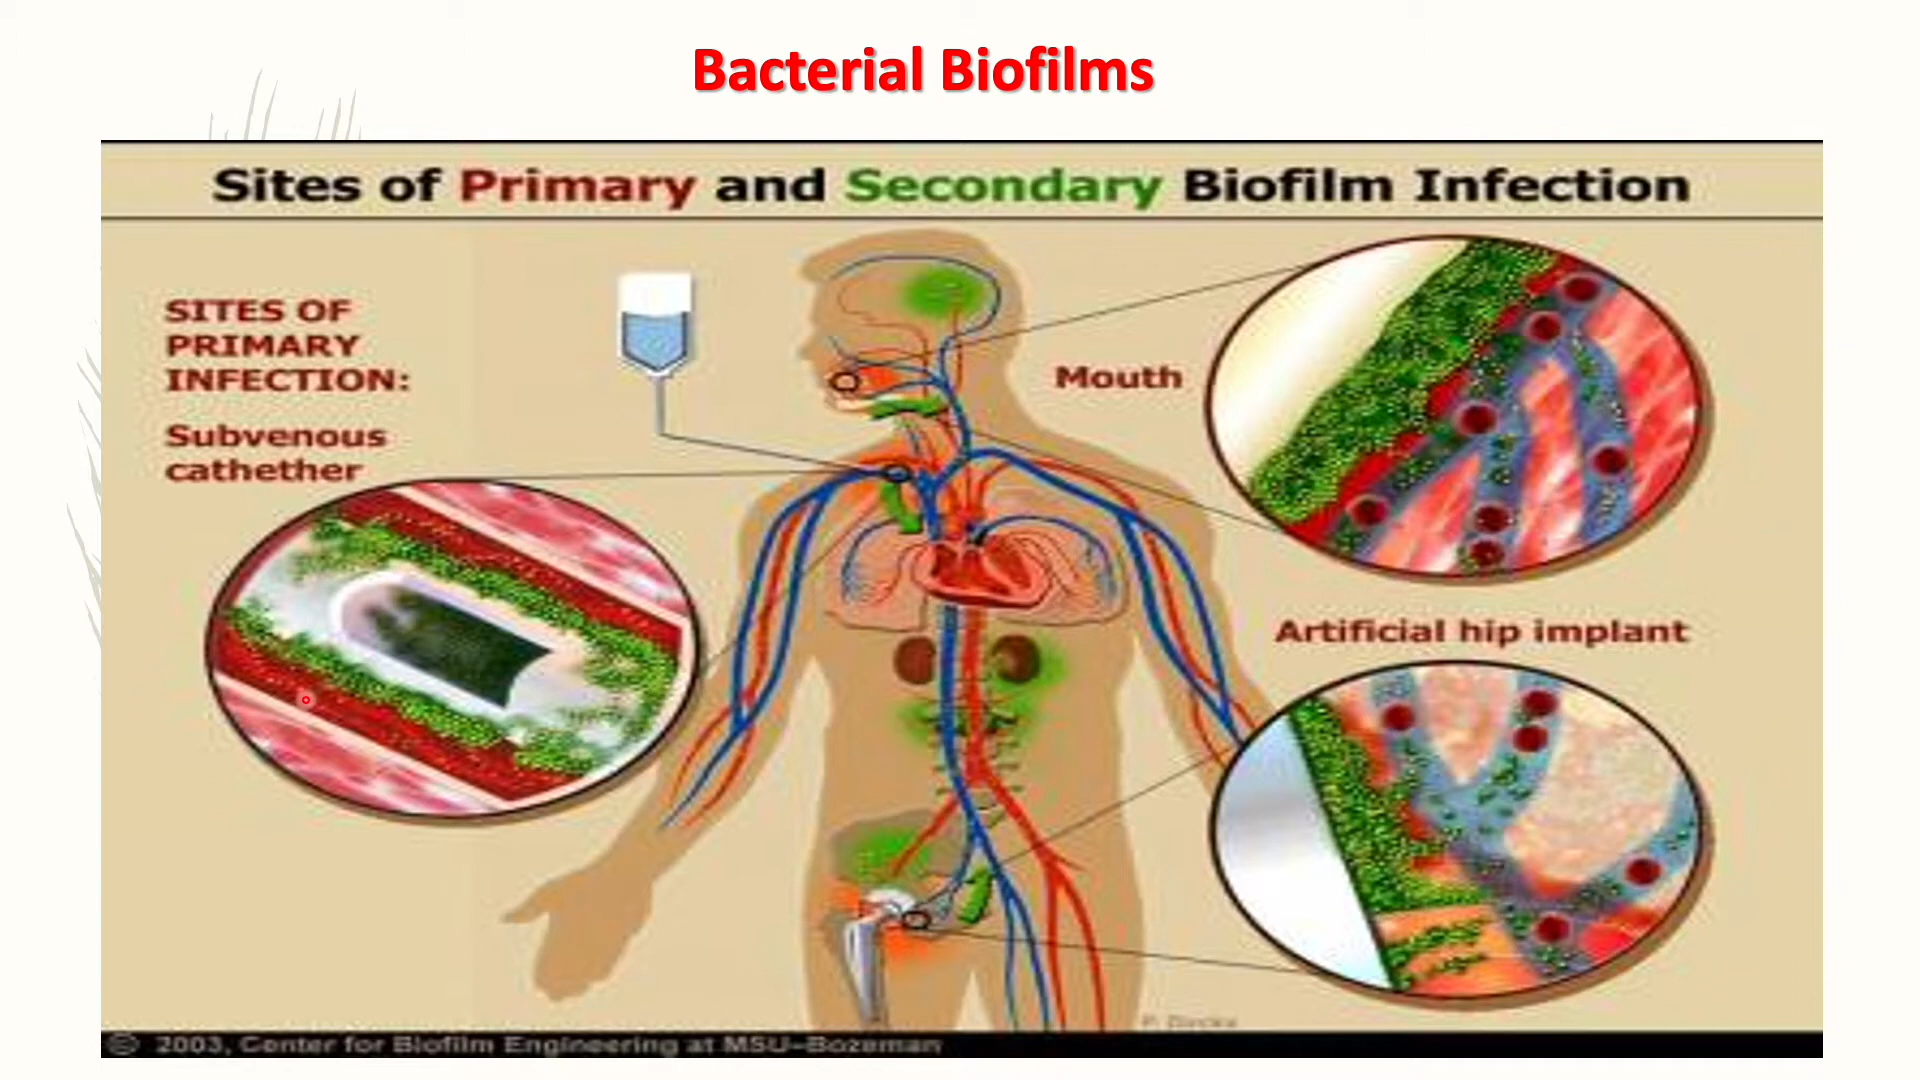 Bacterial Biofilms
Sites of Primary and Secondary Biofilm Infection
SITES OF
PRIMARY
INFECTION:
Subvenous
cathether
Mouth
Artificial hip implant
© 2003, Center for Biofilm Engineering at MSU-Bozeman